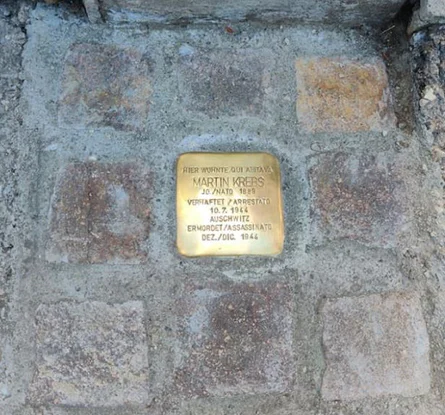 HIER WOHNTE QUI ABITAVA
MARTIN KREBS
JG./NATO 1889
VERHAFTET/ARRESTATO
10.7.1944
AUSCHWITZ
ERMORDET/ASSASSINATO
DEZ./DIC. 1944